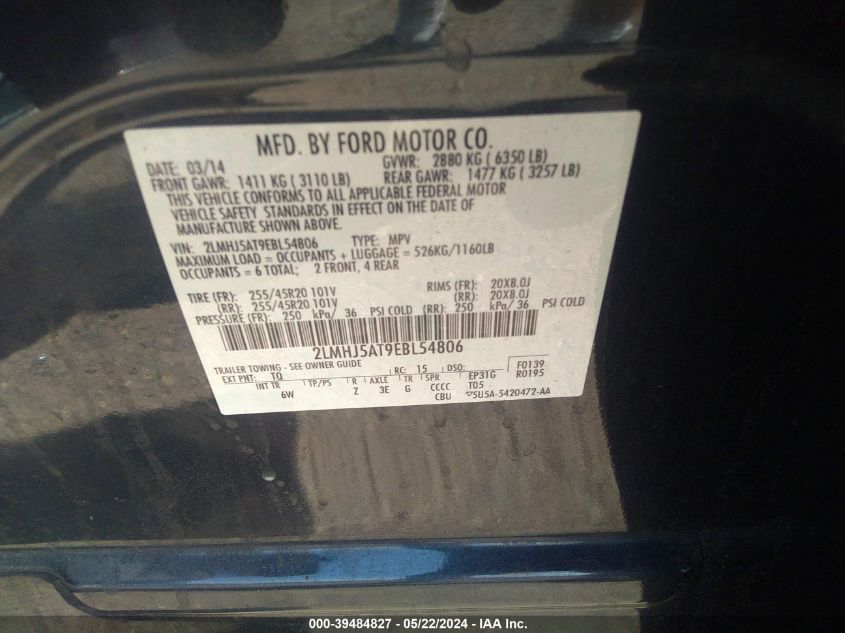 MFD. BY FORD MOTOR CO.
DATE: 03/14 GVWR: 2880 KG ( 6350 LB)
FRONT GAWR: 1411 KG ( 3110 LB) REAR GAWR: 1477 KG ( 3257 LB)
THIS VEHICLE CONFORMS TO ALL APPLICABLE FEDERAL MOTOR
VEHICLE SAFETY STANDARDS IN EFFECT ON THE DATE OF
MANUFACTURE SHOWN ABOVE.
VIN: 2LMHJ5AT9EBL54806 TYPE: MPV
MAXIMUM LOAD = OCCUPANTS + LUGGAGE = 526KG/1160LB
OCCUPANTS = 6 TOTAL; 2 FRONT, 4 REAR
TIRE (FR): 255/45R20 101V RIMS (FR): 20X8.0J
(RR): 255/45R20 101V (RR): 20X8.0J
PRESSURE (FR): 250 kPa/ 36 PSI COLD (RR): 250 kPa/ 36 PSI COLD
2LMHJ5AT9EBL54806
TRAILER TOWING - SEE OWNER GUIDE
EXT PNT: TQ RC: 15 DSO: F0139
INT TR TP/PS R AXLE TR SPR EP31G R0195
6W Z 3E G CCCC T05
CBU 5U5A-5420472-AA
000-39484827 - 05/22/2024 - IAA Inc.